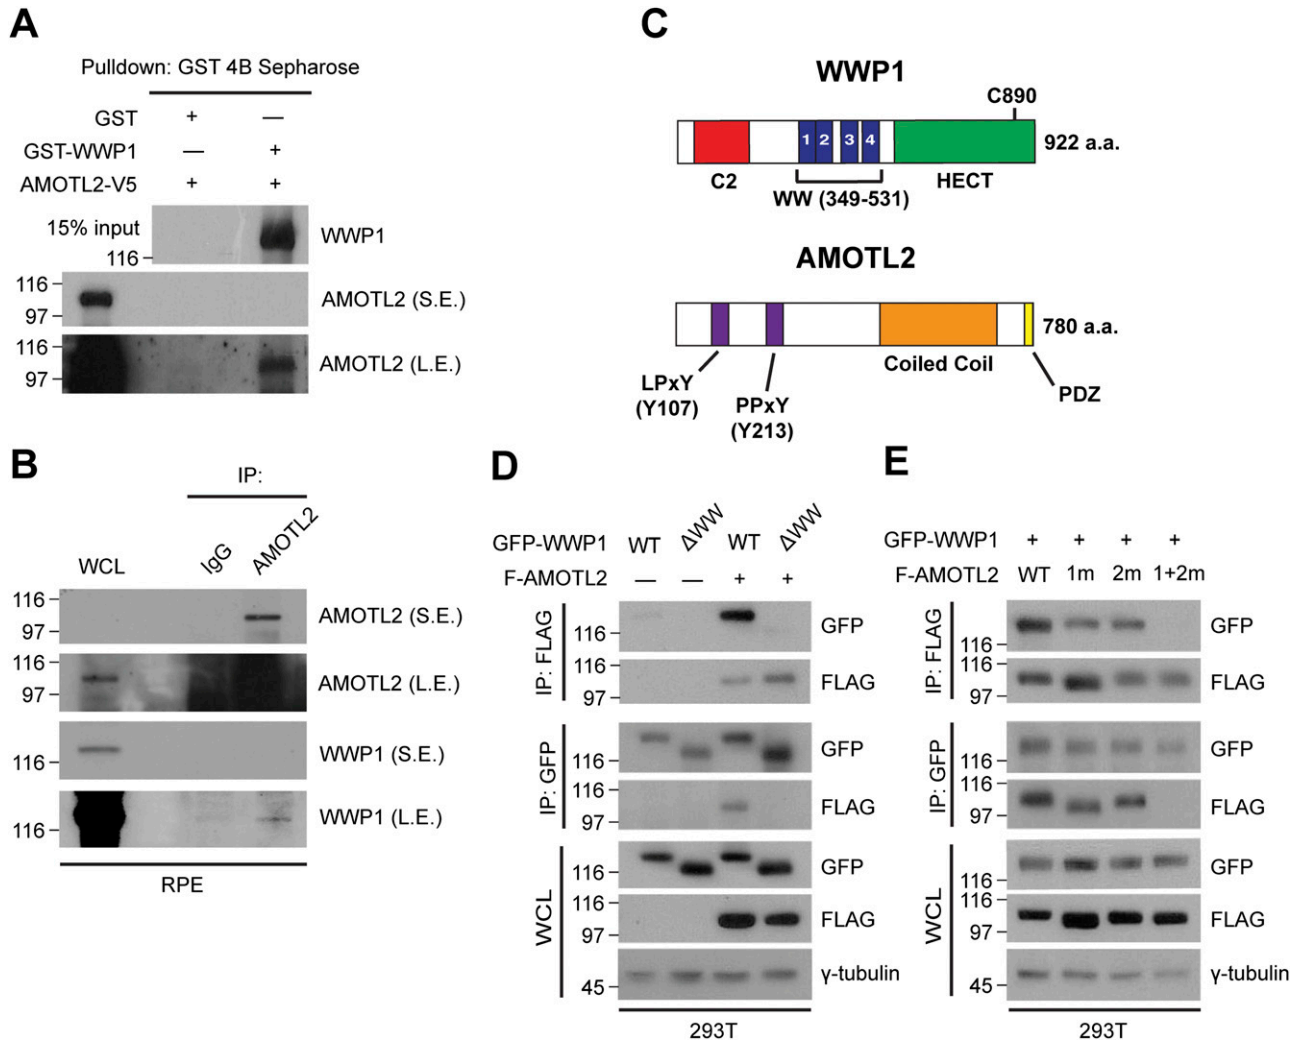 A
Pulldown: GST 4B Sepharose
GST + —
GST-WWP1 — +
AMOTL2-V5 + +
15% input
116
WWP1
116
97
AMOTL2 (S.E.)
116
97
AMOTL2 (L.E.)
B
IP:
WCL IgG AMOTL2
116
97
AMOTL2 (S.E.)
116
97
AMOTL2 (L.E.)
116
WWP1 (S.E.)
116
WWP1 (L.E.)
RPE
C
WWP1
C890
1 2 3 4
922 a.a.
C2
HECT
WW (349-531)
AMOTL2
780 a.a.
Coiled Coil
LPxY
(Y107)
PPxY
(Y213)
PDZ
D
GFP-WWP1 WT ΔWW WT ΔWW
F-AMOTL2 — — + +
IP: FLAG
116
GFP
116
97
FLAG
IP: GFP
116
GFP
116
97
FLAG
WCL
116
GFP
116
97
FLAG
45
γ-tubulin
293T
E
GFP-WWP1 + + + +
F-AMOTL2 WT 1m 2m 1+2m
IP: FLAG
116
GFP
116
97
FLAG
IP: GFP
116
GFP
116
97
FLAG
WCL
116
GFP
116
97
FLAG
45
γ-tubulin
293T